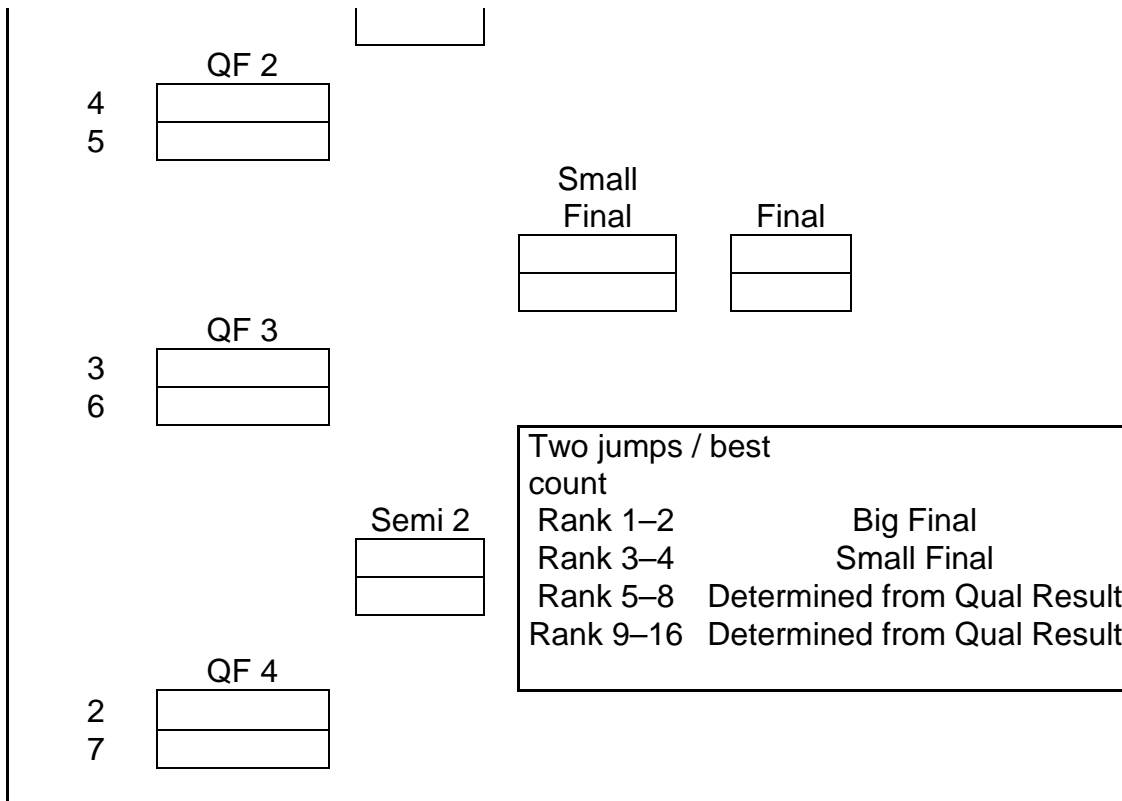 QF 2
4
5
Small
Final
Final
QF 3
3
6
Two jumps / best
count
Semi 2
Rank 1–2 Big Final
Rank 3–4 Small Final
Rank 5–8 Determined from Qual Result
Rank 9–16 Determined from Qual Result
QF 4
2
7